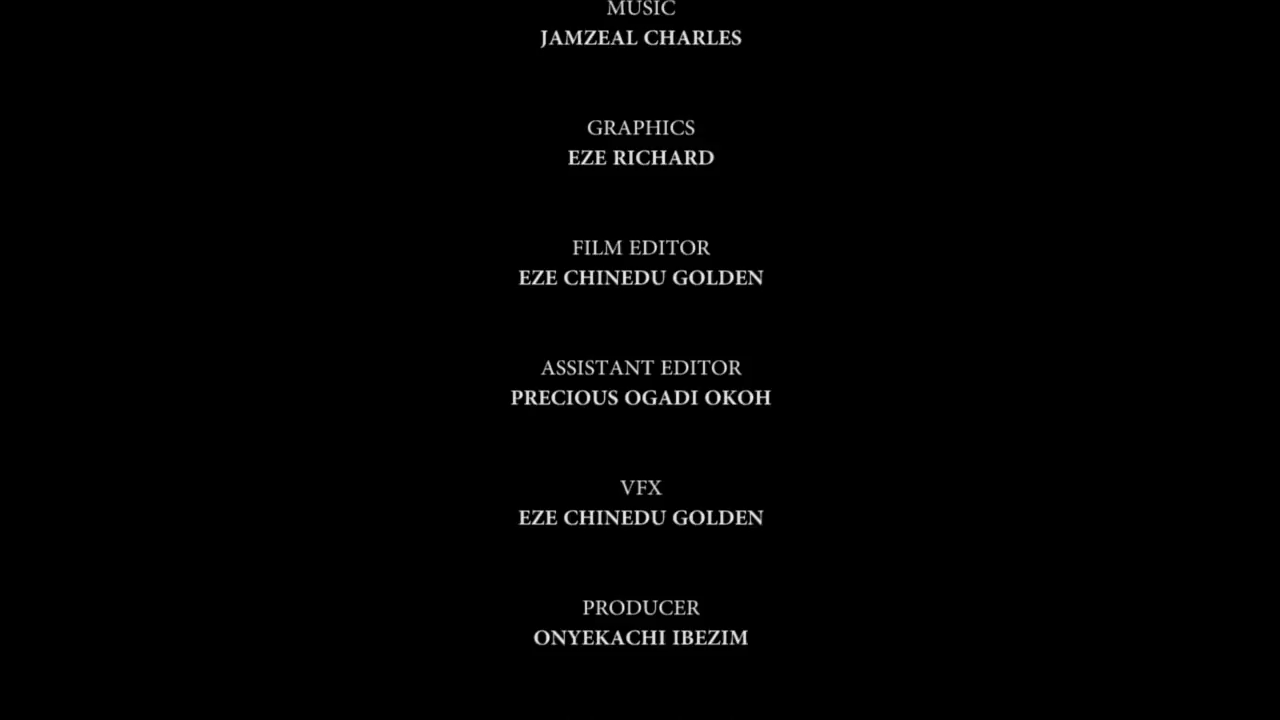 MUSIC
JAMZEAL CHARLES
GRAPHICS
EZE RICHARD
FILM EDITOR
EZE CHINEDU GOLDEN
ASSISTANT EDITOR
PRECIOUS OGADI OKOH
VFX
EZE CHINEDU GOLDEN
PRODUCER
ONYEKACHI IBEZIM